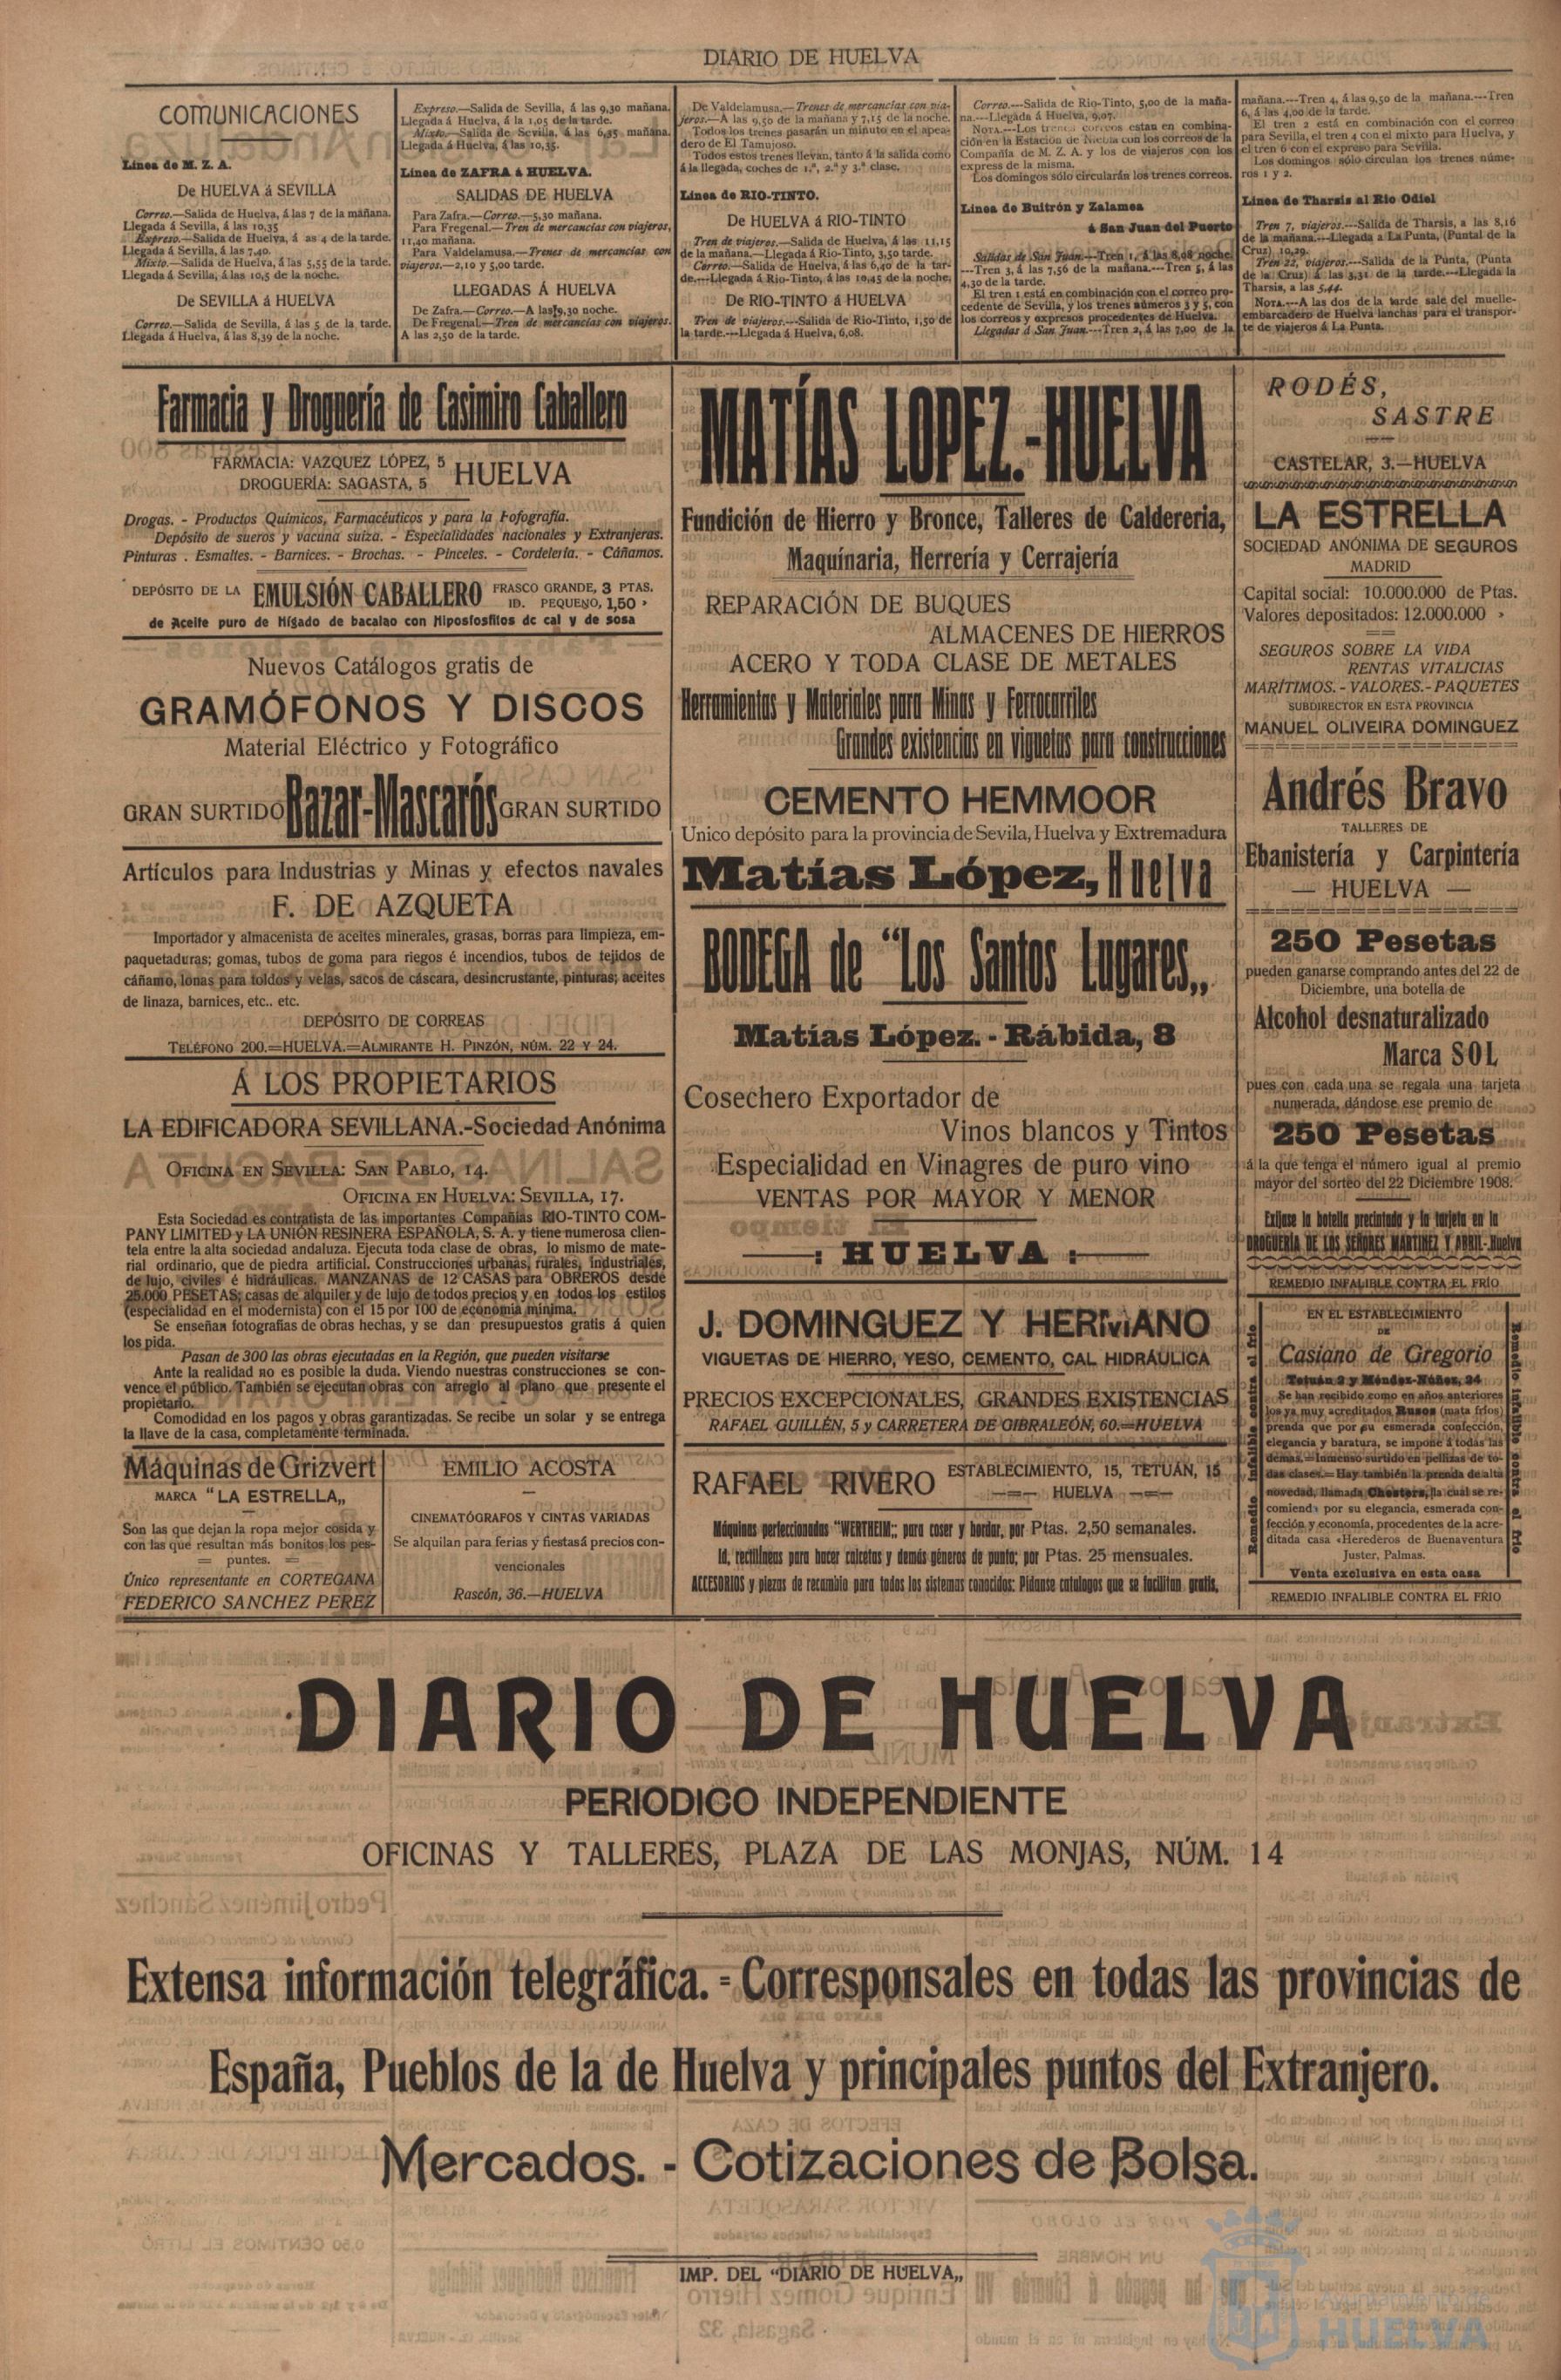 DIARIO DE HUELVA
COMUNICACIONES
Línea de M. Z. A.
De HUELVA á SEVILLA
Correo.—Salida de Huelva, á las 7 de la mañana.
Llegada á Sevilla, á las 10,35
Expreso.—Salida de Huelva, á as 4 de la tarde.
Llegada á Sevilla, á las 7,40.
Mixto.—Salida de Huelva, á las 5,55 de la tarde.
Llegada á Sevilla, á las 10,5 de la noche.
De SEVILLA á HUELVA
Correo.—Salida de Sevilla, á las 5 de la tarde.
Llegada á Huelva, á las 8,39 de la noche.
Expreso.—Salida de Sevilla, á las 9,30 mañana.
Llegada á Huelva, á la 1,05 de la tarde.
Mixto.—Salida de Sevilla, á las 6,35 mañana.
Llegada á Huelva, á las 10,35.
Línea de ZAFRA á HUELVA.
SALIDAS DE HUELVA
Para Zafra.—Correo.—5,30 mañana.
Para Fregenal.—Tren de mercancías con viajeros,
11,40 mañana.
Para Valdelamusa.—Trenes de mercancías con
viajeros.—2,10 y 5,00 tarde.
LLEGADAS Á HUELVA
De Zafra.—Correo.—A las 9,30 noche.
De Fregenal.—Tren de mercancías con viajeros.
A las 2,50 de la tarde.
De Valdelamusa.—Trenes de mercancías con via-
jeros.—A las 9,50 de la mañana y 7,15 de la noche.
Todos los trenes pasarán un minuto en el apea-
dero de El Tamujoso.
Todos estos trenes llevan, tanto á la salida como
á la llegada, coches de 1.ª, 2.ª y 3.ª clase.
Línea de RIO-TINTO.
De HUELVA á RIO-TINTO
Tren de viajeros.—Salida de Huelva, á las 11,15
de la mañana.—Llegada á Rio-Tinto, 3,50 tarde.
Correo.—Salida de Huelva, á las 6,40 de la tar-
de.—Llegada á Rio-Tinto, á las 10,45 de la noche.
De RIO-TINTO á HUELVA
Tren de viajeros.—Salida de Rio-Tinto, 1,50 de
la tarde.—Llegada á Huelva, 6,08.
Correo.—Salida de Rio-Tinto, 5,00 de la maña-
na.—Llegada á Huelva, 9,07.
NOTA.—Los trenes correos estan en combina-
ción en la Estación de Niebla con los correos de la
Compañía de M. Z. A. y los de viajeros con los
express de la misma.
Los domingos sólo circularán los trenes correos.
Línea de Buitrón y Zalamea
á San Juan del Puerto
Salidas de San Juan.—Tren 1, á las 8,08 noche.
—Tren 3, á las 7,56 de la mañana.—Tren 5, á las
4,30 de la tarde.
El tren 1 está en combinación con el correo pro-
cedente de Sevilla, y los trenes números 3 y 5, con
los correos y expresos procedentes de Huelva.
Llegadas á San Juan.—Tren 2, á las 7,00 de la
mañana.—Tren 4, á las 9,50 de la mañana.—Tren
6, á las 4,00 de la tarde.
El tren 2 está en combinación con el correo
para Sevilla, el tren 4 con el mixto para Huelva, y
el tren 6 con el expreso para Sevilla.
Los domingos sólo circulan los trenes núme-
ros 1 y 2.
Línea de Tharsis al Río Odiel
Tren 7, viajeros.—Salida de Tharsis, a las 8,16
de la mañana.—Llegada a La Punta, (Puntal de la
Cruz) 10,29.
Tren 22, viajeros.—Salida de la Punta, (Punta
de la Cruz) á las 3,31 de la tarde.—Llegada la
Tharsis, a las 5,44.
NOTA.—A las dos de la tarde sale del muelle-
embarcadero de Huelva lanchas para el transpor-
te de viajeros á La Punta.
Farmacia y Droguería de Casimiro Caballero
FARMACIA: VAZQUEZ LÓPEZ, 5
DROGUERÍA: SAGASTA, 5
HUELVA
Drogas. - Productos Químicos, Farmacéuticos y para la Fofografía.
Depósito de sueros y vacuna suiza. - Especialidades nacionales y Extranjeras.
Pinturas . Esmaltes. - Barnices. - Brochas. - Pinceles. - Cordelería. - Cáñamos.
DEPÓSITO DE LA EMULSIÓN CABALLERO FRASCO GRANDE, 3 PTAS.
ID. PEQUEÑO, 1,50 »
de Aceite puro de Hígado de bacalao con Hiposfosfitos de cal y de sosa
Nuevos Catálogos gratis de
GRAMÓFONOS Y DISCOS
Material Eléctrico y Fotográfico
GRAN SURTIDO Bazar-Mascarós GRAN SURTIDO
Artículos para Industrias y Minas y efectos navales
F. DE AZQUETA
Importador y almacenista de aceites minerales, grasas, borras para limpieza, em-
paquetaduras; gomas, tubos de goma para riegos é incendios, tubos de tejidos de
cáñamo, lonas para toldos y velas, sacos de cáscara, desincrustante, pinturas; aceites
de linaza, barnices, etc.. etc.
DEPÓSITO DE CORREAS
TELÉFONO 200.=HUELVA.=ALMIRANTE H. PINZÓN, NÚM. 22 Y 24.
Á LOS PROPIETARIOS
LA EDIFICADORA SEVILLANA.-Sociedad Anónima
OFICINA EN SEVILLA: SAN PABLO, 14.
OFICINA EN HUELVA: SEVILLA, 17.
Esta Sociedad es contratista de las importantes Compañias RIO-TINTO COM-
PANY LIMITED y LA UNIÓN RESINERA ESPAÑOLA, S. A. y tiene numerosa clien-
tela entre la alta sociedad andaluza. Ejecuta toda clase de obras, lo mismo de mate-
rial ordinario, que de piedra artificial. Construcciones urbanas, rurales, industriales,
de lujo, civiles é hidráulicas. MANZANAS de 12 CASAS para OBREROS desde
25.000 PESETAS; casas de alquiler y de lujo de todos precios y en todos los estilos
(especialidad en el modernista) con el 15 por 100 de economía mínima.
Se enseñan fotografías de obras hechas, y se dan presupuestos gratis á quien
los pida.
Pasan de 300 las obras ejecutadas en la Región, que pueden visitarse
Ante la realidad no es posible la duda. Viendo nuestras construcciones se con-
vence el público. También se ejecutan obras con arreglo al plano que presente el
propietario.
Comodidad en los pagos y obras garantizadas. Se recibe un solar y se entrega
la llave de la casa, completamente terminada.
Máquinas de Grizvert
MARCA "LA ESTRELLA„
Son las que dejan la ropa mejor cosida y
con las que resultan más bonitos los pes-
= puntes. =
Único representante en CORTEGANA
FEDERICO SANCHEZ PEREZ
EMILIO ACOSTA
—
CINEMATÓGRAFOS Y CINTAS VARIADAS
Se alquilan para ferias y fiestasá precios con-
vencionales
Rascón, 36.—HUELVA
MATÍAS LOPEZ.-HUELVA
Fundición de Hierro y Bronce, Talleres de Caldereria,
Maquinaria, Herrería y Cerrajería
REPARACIÓN DE BUQUES
ALMACENES DE HIERROS
ACERO Y TODA CLASE DE METALES
Herramientas y Materiales para Minas y Ferrocarriles
Grandes existencias en viguetas para construcciones
CEMENTO HEMMOOR
Unico depósito para la provincia de Sevila, Huelva y Extremadura
Matías López, Huelva
BODEGA de "Los Santos Lugares„
Matías López. - Rábida, 8
Cosechero Exportador de
Vinos blancos y Tintos
Especialidad en Vinagres de puro vino
VENTAS POR MAYOR Y MENOR
—: HUELVA :—
J. DOMINGUEZ Y HERMANO
VIGUETAS DE HIERRO, YESO, CEMENTO, CAL HIDRÁULICA
PRECIOS EXCEPCIONALES, GRANDES EXISTENCIAS
RAFAEL GUILLÉN, 5 y CARRETERA DE GIBRALEÓN, 60.=HUELVA
RAFAEL RIVERO ESTABLECIMIENTO, 15, TETUÁN, 15
—=— HUELVA —=—
Máquinas perfeccionadas "WERTHEIM„ para coser y bordar, por Ptas. 2,50 semanales.
Id, rectilíneas para hacer calcetas y demás géneros de punto; por Ptas. 25 mensuales.
ACCESORIOS y piezas de recambio para todos los sistemas conocidos: Pídanse catalogos que se facilitan gratis.
RODÉS,
SASTRE
CASTELAR, 3.—HUELVA
LA ESTRELLA
SOCIEDAD ANÓNIMA DE SEGUROS
MADRID
Capital social: 10.000.000 de Ptas.
Valores depositados: 12.000.000 »
SEGUROS SOBRE LA VIDA
RENTAS VITALICIAS
MARÍTIMOS.-VALORES.-PAQUETES
SUBDIRECTOR EN ESTA PROVINCIA
MANUEL OLIVEIRA DOMINGUEZ
Andrés Bravo
TALLERES DE
Ebanistería y Carpintería
— HUELVA —
250 Pesetas
pueden ganarse comprando antes del 22 de
Diciembre, una botella de
Alcohol desnaturalizado
Marca SOL
pues con cada una se regala una tarjeta
numerada, dándose ese premio de
250 Pesetas
á la que tenga el número igual al premio
mayor del sorteo del 22 Diciembre 1908.
Exíjase la botella precintada y la tarjeta en la
DROGUERÍA DE LOS SEÑORES MARTINEZ Y ABRIL.-Huelva
REMEDIO INFALIBLE CONTRA EL FRÍO
Remedio infalible contra el frío
EN EL ESTABLECIMIENTO
DE
Casiano de Gregorio
Tetuán 2 y Méndez-Núñez, 24
Se han recibido como en años anteriores
los ya muy acreditados Rusos (mata fríos)
prenda que por su esmerada confección,
elegancia y baratura, se impone á todas las
demás.=Inmenso surtido en pellizas de to-
das clases.=Hay también la prenda de alta
novedad, llamada Chesters, la cual se re-
comienda por su elegancia, esmerada con-
fección y economía, procedentes de la acre-
ditada casa «Herederos de Buenaventura
Juster, Palmas.
Venta exclusiva en esta casa
Remedio infalible contra el frío
REMEDIO INFALIBLE CONTRA EL FRIO
DIARIO DE HUELVA
PERIODICO INDEPENDIENTE
OFICINAS Y TALLERES, PLAZA DE LAS MONJAS, NÚM. 14
Extensa información telegráfica. = Corresponsales en todas las provincias de
España, Pueblos de la de Huelva y principales puntos del Extranjero.
Mercados. - Cotizaciones de Bolsa.
IMP. DEL "DIARIO DE HUELVA„
HUELVA